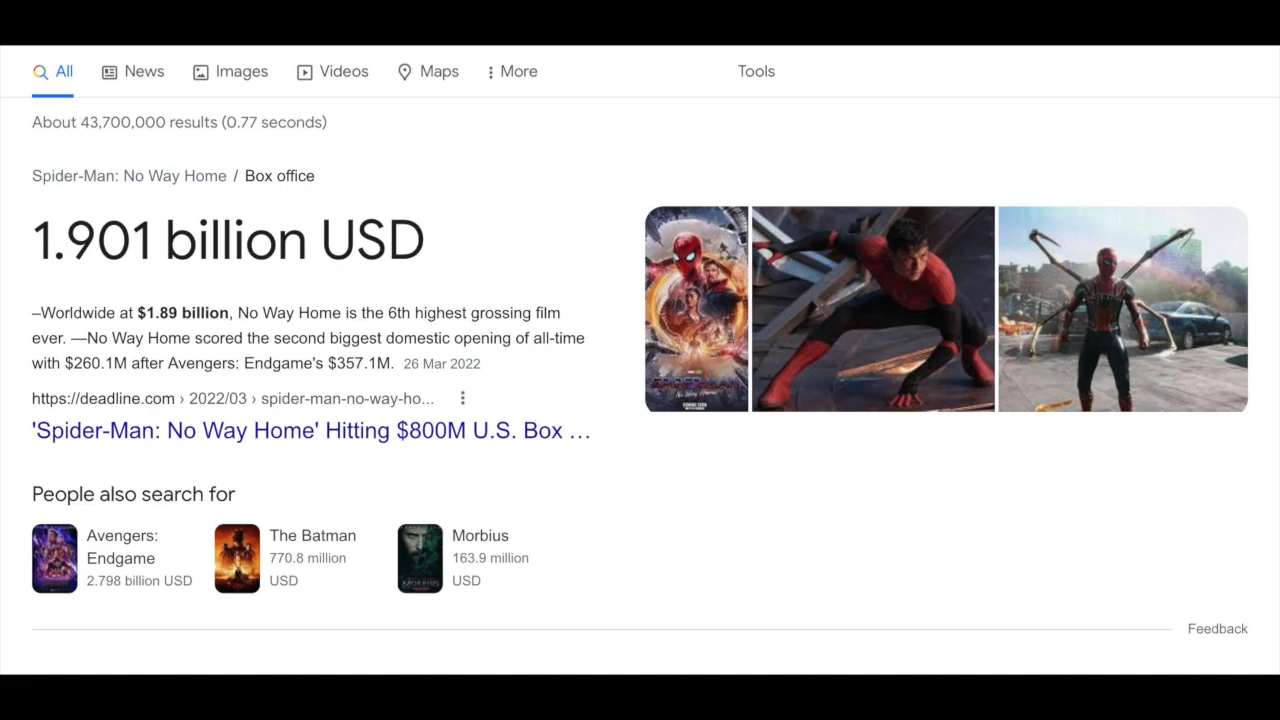 All News Images Videos Maps More Tools
About 43,700,000 results (0.77 seconds)
Spider-Man: No Way Home / Box office
1.901 billion USD
–Worldwide at $1.89 billion, No Way Home is the 6th highest grossing film
ever. —No Way Home scored the second biggest domestic opening of all-time
with $260.1M after Avengers: Endgame's $357.1M. 26 Mar 2022
https://deadline.com › 2022/03 › spider-man-no-way-ho...
'Spider-Man: No Way Home' Hitting $800M U.S. Box ...
SPIDER-MAN
No Way Home
People also search for
Avengers:
Endgame
2.798 billion USD
The Batman
770.8 million
USD
Morbius
163.9 million
USD
Feedback